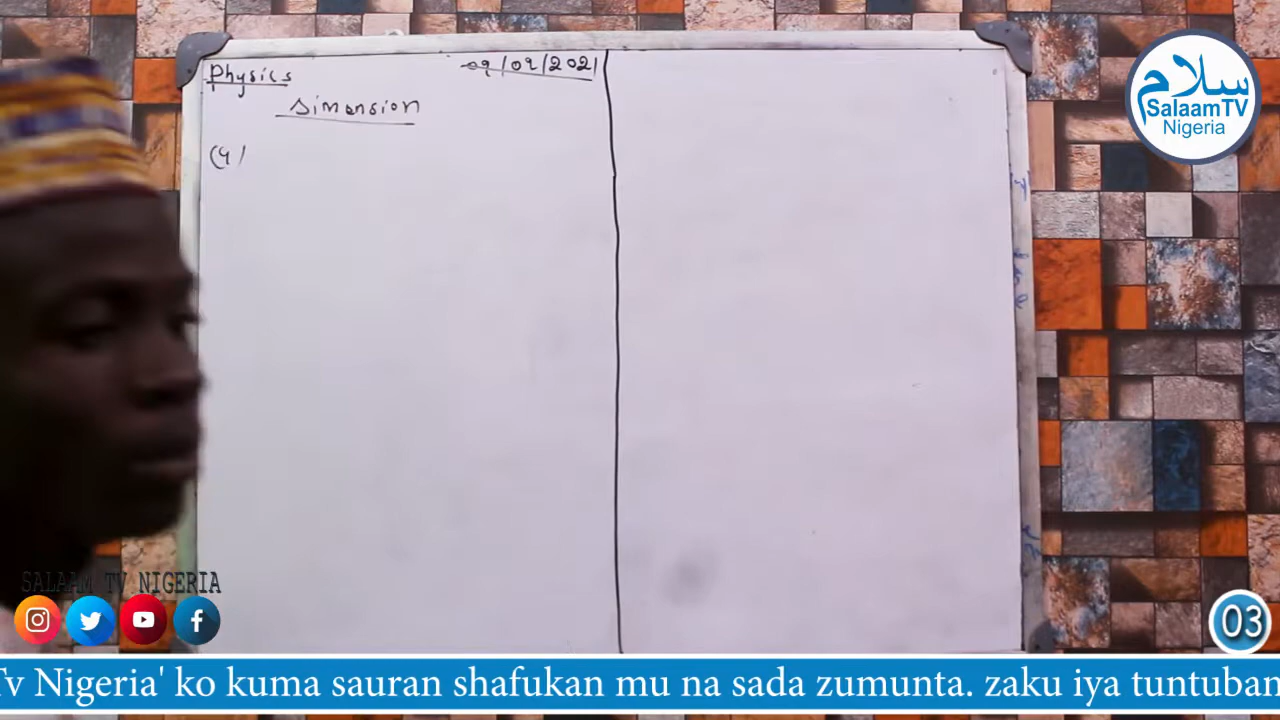 Physics
09/09/2021
Dimension
(4)
سلام
SalaamTV
Nigeria
SALAAM TV NIGERIA
03
Tv Nigeria' ko kuma sauran shafukan mu na sada zumunta. zaku iya tuntuban